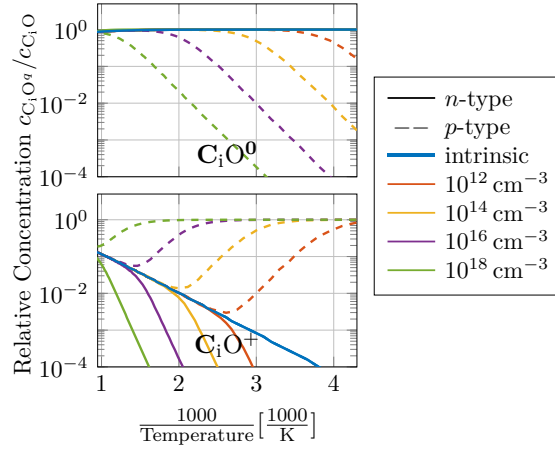 Relative Concentration c_{C_iO^q}/c_{C_iO}
10^0
10^{−2}
10^{−4}
C_iO^0
10^0
10^{−2}
10^{−4}
C_iO^+
1 2 3 4
1000/Temperature [1000/K]
n-type
p-type
intrinsic
10^{12} cm^{−3}
10^{14} cm^{−3}
10^{16} cm^{−3}
10^{18} cm^{−3}